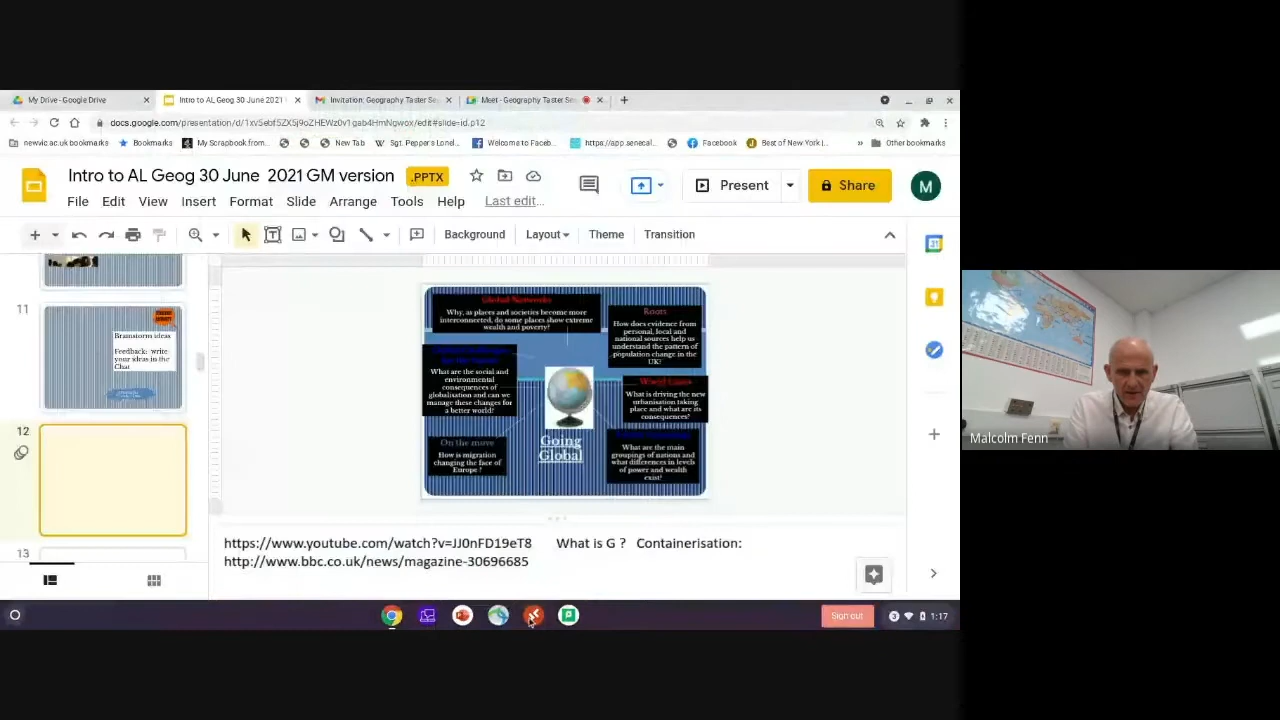 My Drive - Google Drive
Intro to AL Geog 30 June 2021
Invitation: Geography Taster Se
Meet - Geography Taster Se
docs.google.com/presentation/d/
newvic.ac.uk bookmarks
Bookmarks
My Scrapbook from...
New Tab
Sgt. Pepper's Lonel...
Welcome to Faceb...
https://app.senecal...
Facebook
Best of New York |...
Other bookmarks
Intro to AL Geog 30 June 2021 GM version
.PPTX
Present
Share
M
File Edit View Insert Format Slide Arrange Tools Help Last edit...
Background Layout Theme Transition
11
Brainstorm ideas
Feedback: write
your ideas in the
Chat
12
13
Global Networks
Why, as places and societies become more
interconnected, do some places show extreme
wealth and poverty?
Roots
How does evidence from
personal, local and
national sources help us
understand the pattern of
population change in the
UK?
What are the social and
environmental
consequences of
globalisation and can we
manage these changes for
a better world?
World Cities
What is driving the new
urbanisation taking
place and what are its
consequences?
On the move
How is migration
changing the face of
Europe ?
Going
Global
What are the main
groupings of nations and
what differences in levels
of power and wealth
exist?
https://www.youtube.com/watch?v=JJ0nFD19eT8 What is G ? Containerisation:
http://www.bbc.co.uk/news/magazine-30696685
Sign out
3
1:17
Malcolm Fenn